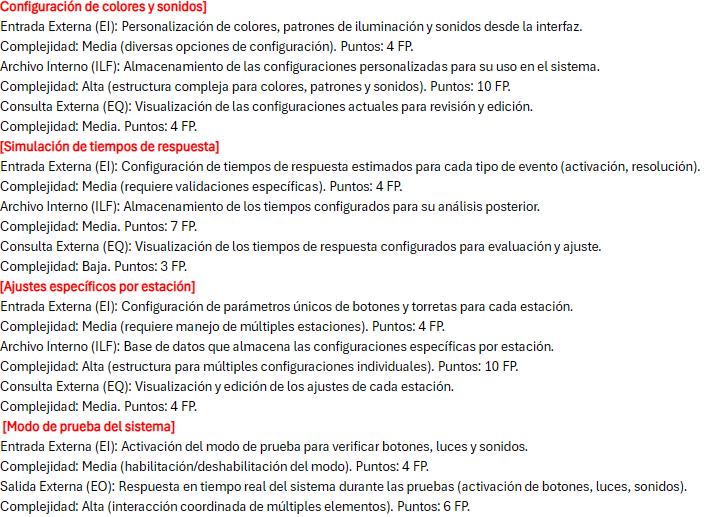 Configuración de colores y sonidos]
Entrada Externa (EI): Personalización de colores, patrones de iluminación y sonidos desde la interfaz.
Complejidad: Media (diversas opciones de configuración). Puntos: 4 FP.
Archivo Interno (ILF): Almacenamiento de las configuraciones personalizadas para su uso en el sistema.
Complejidad: Alta (estructura compleja para colores, patrones y sonidos). Puntos: 10 FP.
Consulta Externa (EQ): Visualización de las configuraciones actuales para revisión y edición.
Complejidad: Media. Puntos: 4 FP.
[Simulación de tiempos de respuesta]
Entrada Externa (EI): Configuración de tiempos de respuesta estimados para cada tipo de evento (activación, resolución).
Complejidad: Media (requiere validaciones específicas). Puntos: 4 FP.
Archivo Interno (ILF): Almacenamiento de los tiempos configurados para su análisis posterior.
Complejidad: Media. Puntos: 7 FP.
Consulta Externa (EQ): Visualización de los tiempos de respuesta configurados para evaluación y ajuste.
Complejidad: Baja. Puntos: 3 FP.
[Ajustes específicos por estación]
Entrada Externa (EI): Configuración de parámetros únicos de botones y torretas para cada estación.
Complejidad: Media (requiere manejo de múltiples estaciones). Puntos: 4 FP.
Archivo Interno (ILF): Base de datos que almacena las configuraciones específicas por estación.
Complejidad: Alta (estructura para múltiples configuraciones individuales). Puntos: 10 FP.
Consulta Externa (EQ): Visualización y edición de los ajustes de cada estación.
Complejidad: Media. Puntos: 4 FP.
[Modo de prueba del sistema]
Entrada Externa (EI): Activación del modo de prueba para verificar botones, luces y sonidos.
Complejidad: Media (habilitación/deshabilitación del modo). Puntos: 4 FP.
Salida Externa (EO): Respuesta en tiempo real del sistema durante las pruebas (activación de botones, luces, sonidos).
Complejidad: Alta (interacción coordinada de múltiples elementos). Puntos: 6 FP.